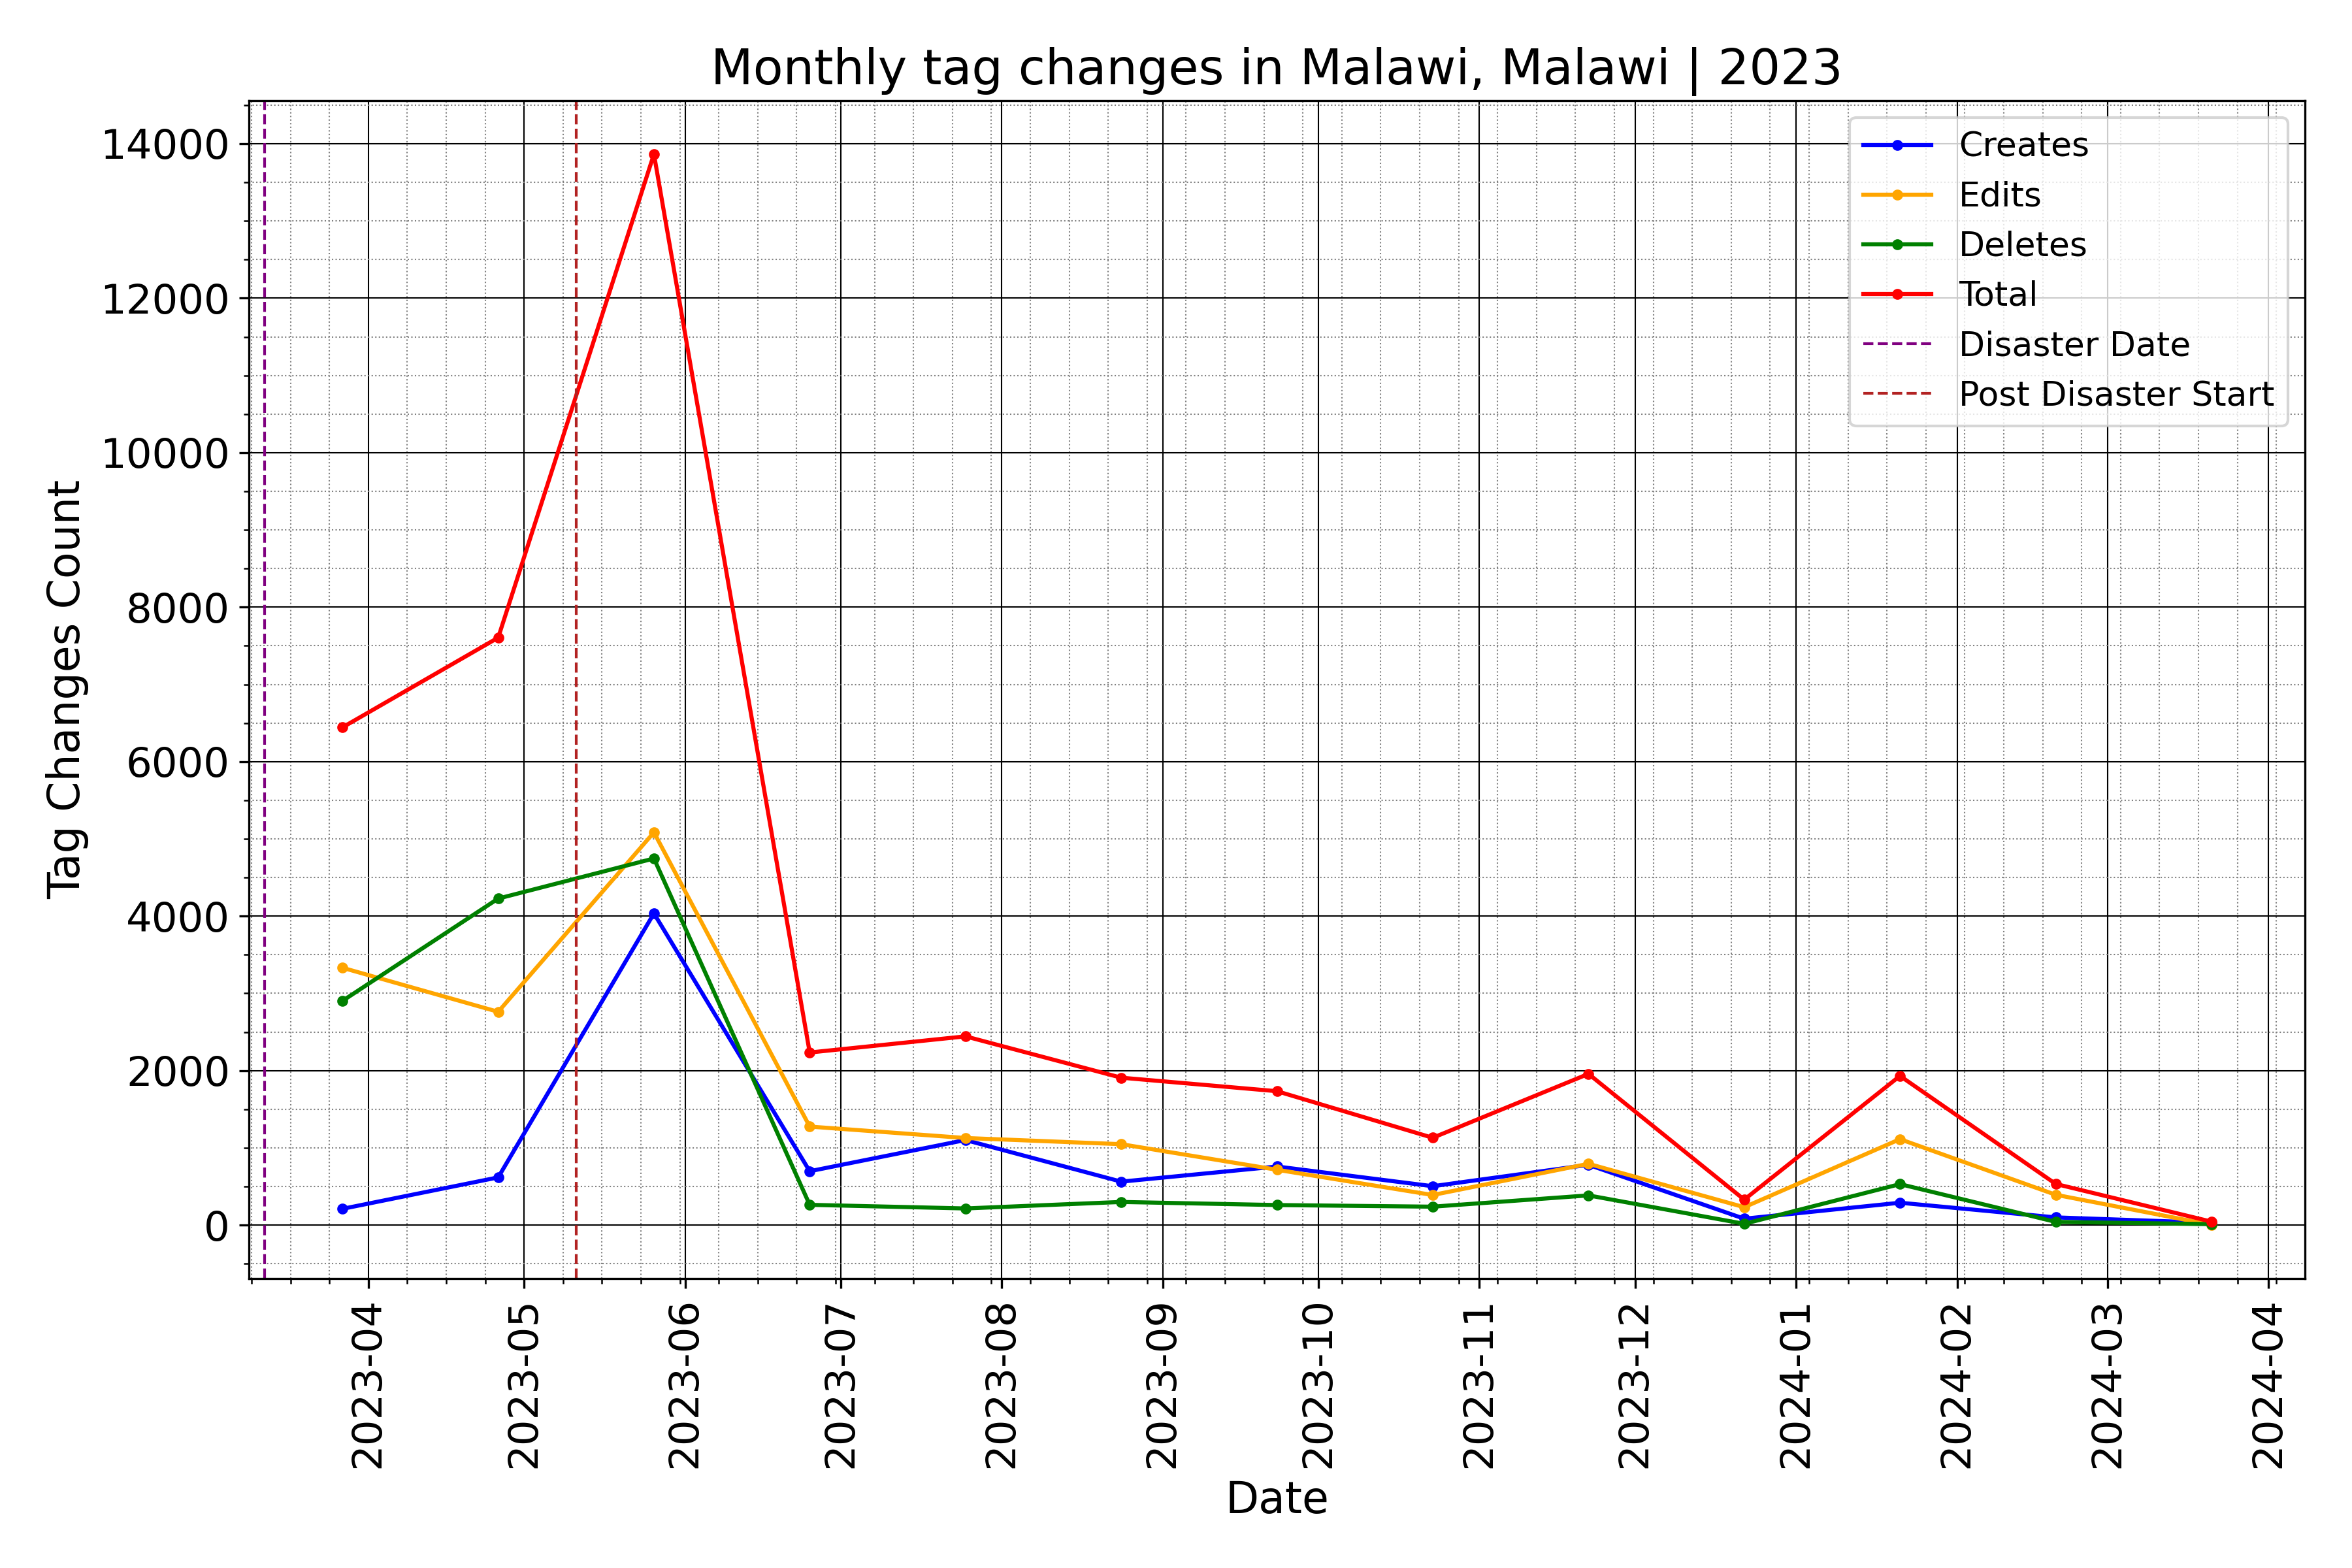 Monthly tag changes in Malawi, Malawi | 2023
Creates
Edits
Deletes
Total
Disaster Date
Post Disaster Start
Tag Changes Count
14000
12000
10000
8000
6000
4000
2000
0
2023-04
2023-05
2023-06
2023-07
2023-08
2023-09
2023-10
2023-11
2023-12
2024-01
2024-02
2024-03
2024-04
Date